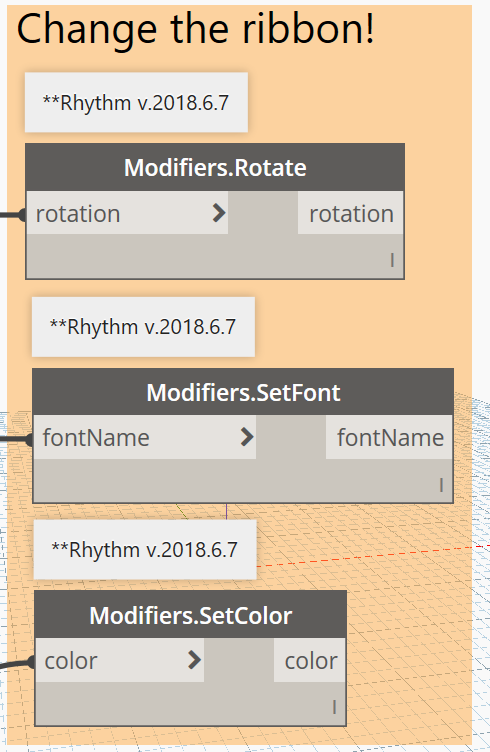 Change the ribbon!
**Rhythm v.2018.6.7
Modifiers.Rotate
rotation > rotation
l
**Rhythm v.2018.6.7
Modifiers.SetFont
fontName > fontName
l
**Rhythm v.2018.6.7
Modifiers.SetColor
color > color
l